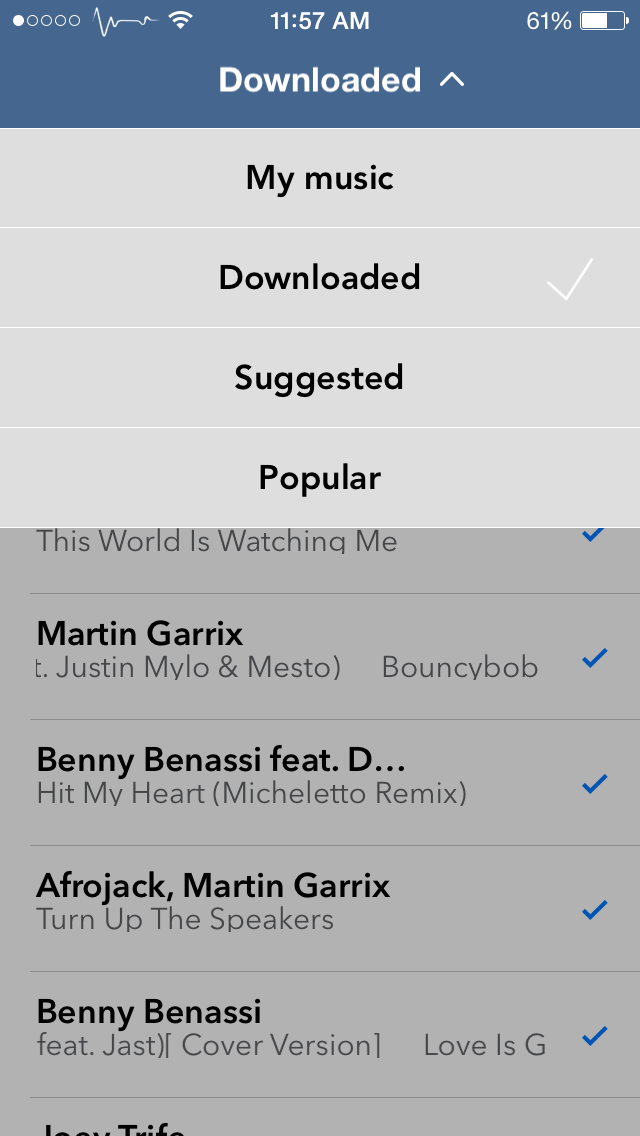 11:57 AM 61%
Downloaded
My music
Downloaded
Suggested
Popular
This World Is Watching Me
Martin Garrix
t. Justin Mylo & Mesto) Bouncybob
Benny Benassi feat. D...
Hit My Heart (Micheletto Remix)
Afrojack, Martin Garrix
Turn Up The Speakers
Benny Benassi
feat. Jast)[ Cover Version] Love Is G